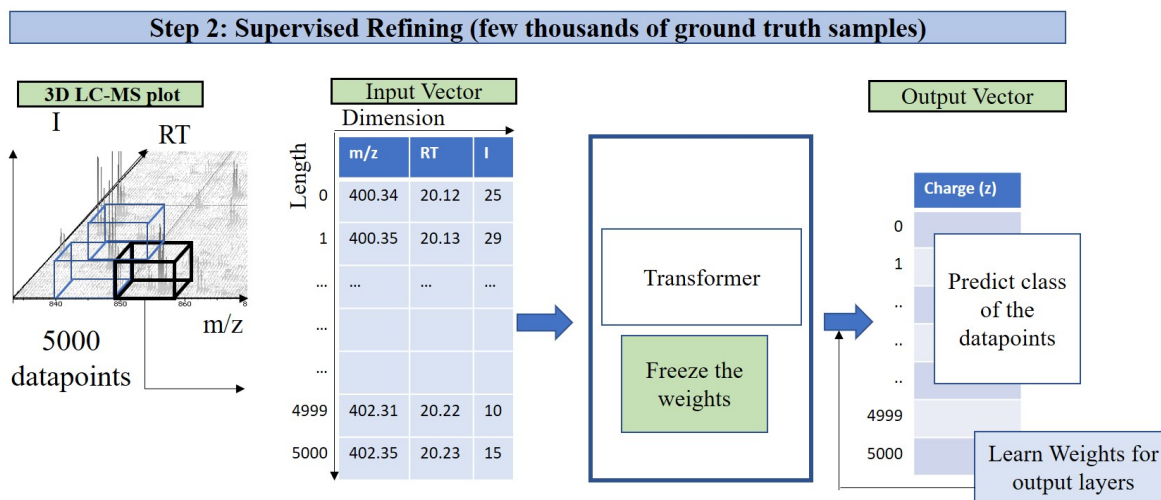 Step 2: Supervised Refining (few thousands of ground truth samples)
3D LC-MS plot
I
RT
840
850
860
8
m/z
5000
datapoints
Input Vector
Dimension
Length
m/z RT I
0 400.34 20.12 25
1 400.35 20.13 29
... ... ... ...
...
...
4999 402.31 20.22 10
5000 402.35 20.23 15
Transformer
Freeze the
weights
Output Vector
Charge (z)
0
1
..
..
..
4999
5000
Predict class
of the
datapoints
Learn Weights for
output layers